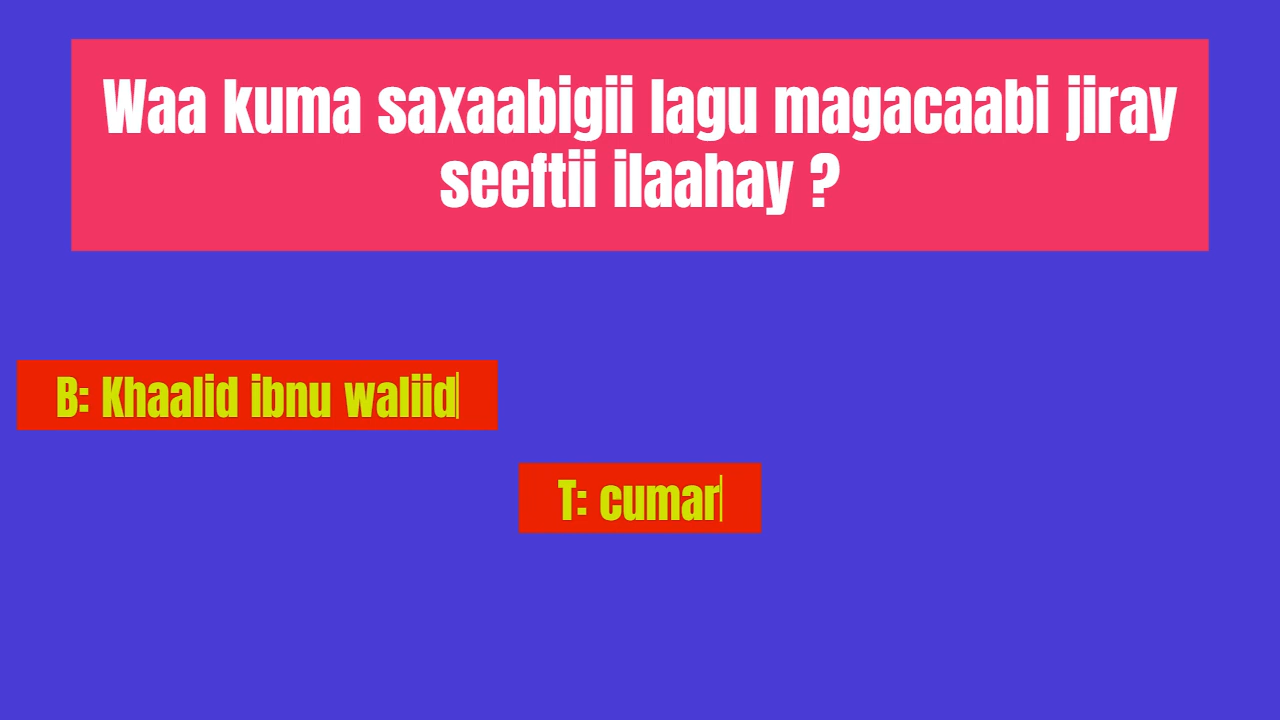 Waa kuma saxaabigii lagu magacaabi jiray
seeftii ilaahay ?
B: Khaalid ibnu waliid
T: cumar